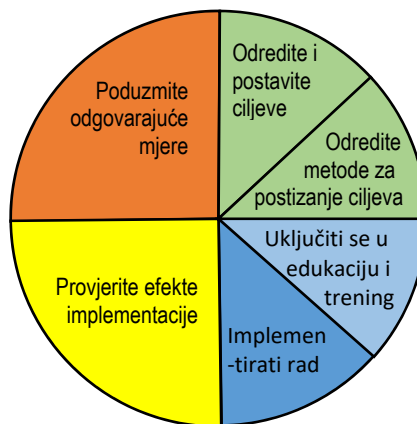 Odredite i
postavite
ciljeve
Odredite
metode za
postizanje ciljeva
Uključiti se u
edukaciju i
trening
Implemen
-tirati rad
Provjerite efekte
implementacije
Poduzmite
odgovarajuće
mjere